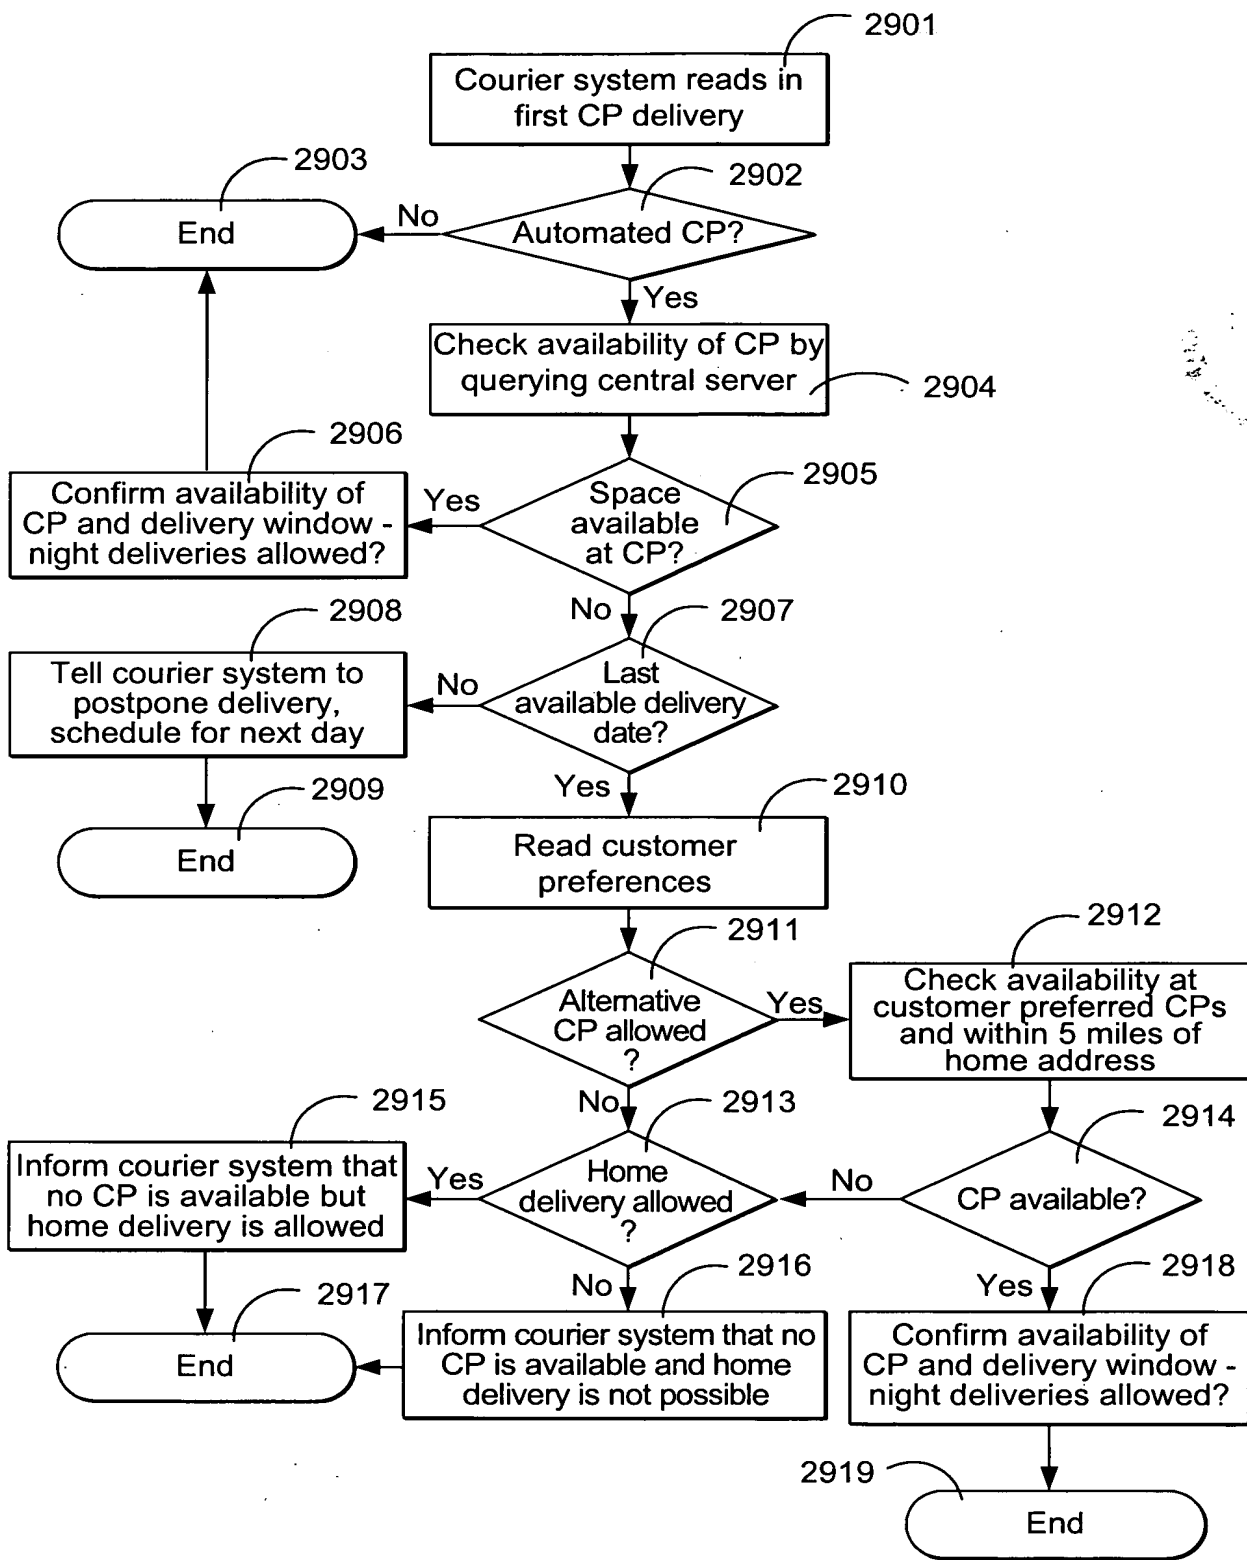 2901
Courier system reads in
first CP delivery
2903
2902
End
No
Automated CP?
Yes
Check availability of CP by
querying central server
2904
2906
2905
Confirm availability of
CP and delivery window -
night deliveries allowed?
Yes
Space
available
at CP?
No
2908
2907
Tell courier system to
postpone delivery,
schedule for next day
No
Last
available delivery
date?
Yes
2909
2910
End
Read customer
preferences
2911
2912
Alternative
CP allowed
?
Yes
Check availability at
customer preferred CPs
and within 5 miles of
home address
No
2915
2913
2914
Inform courier system that
no CP is available but
home delivery is allowed
Yes
Home
delivery allowed
?
No
CP available?
No
2916
Yes
2918
2917
End
Inform courier system that no
CP is available and home
delivery is not possible
Confirm availability of
CP and delivery window -
night deliveries allowed?
2919
End